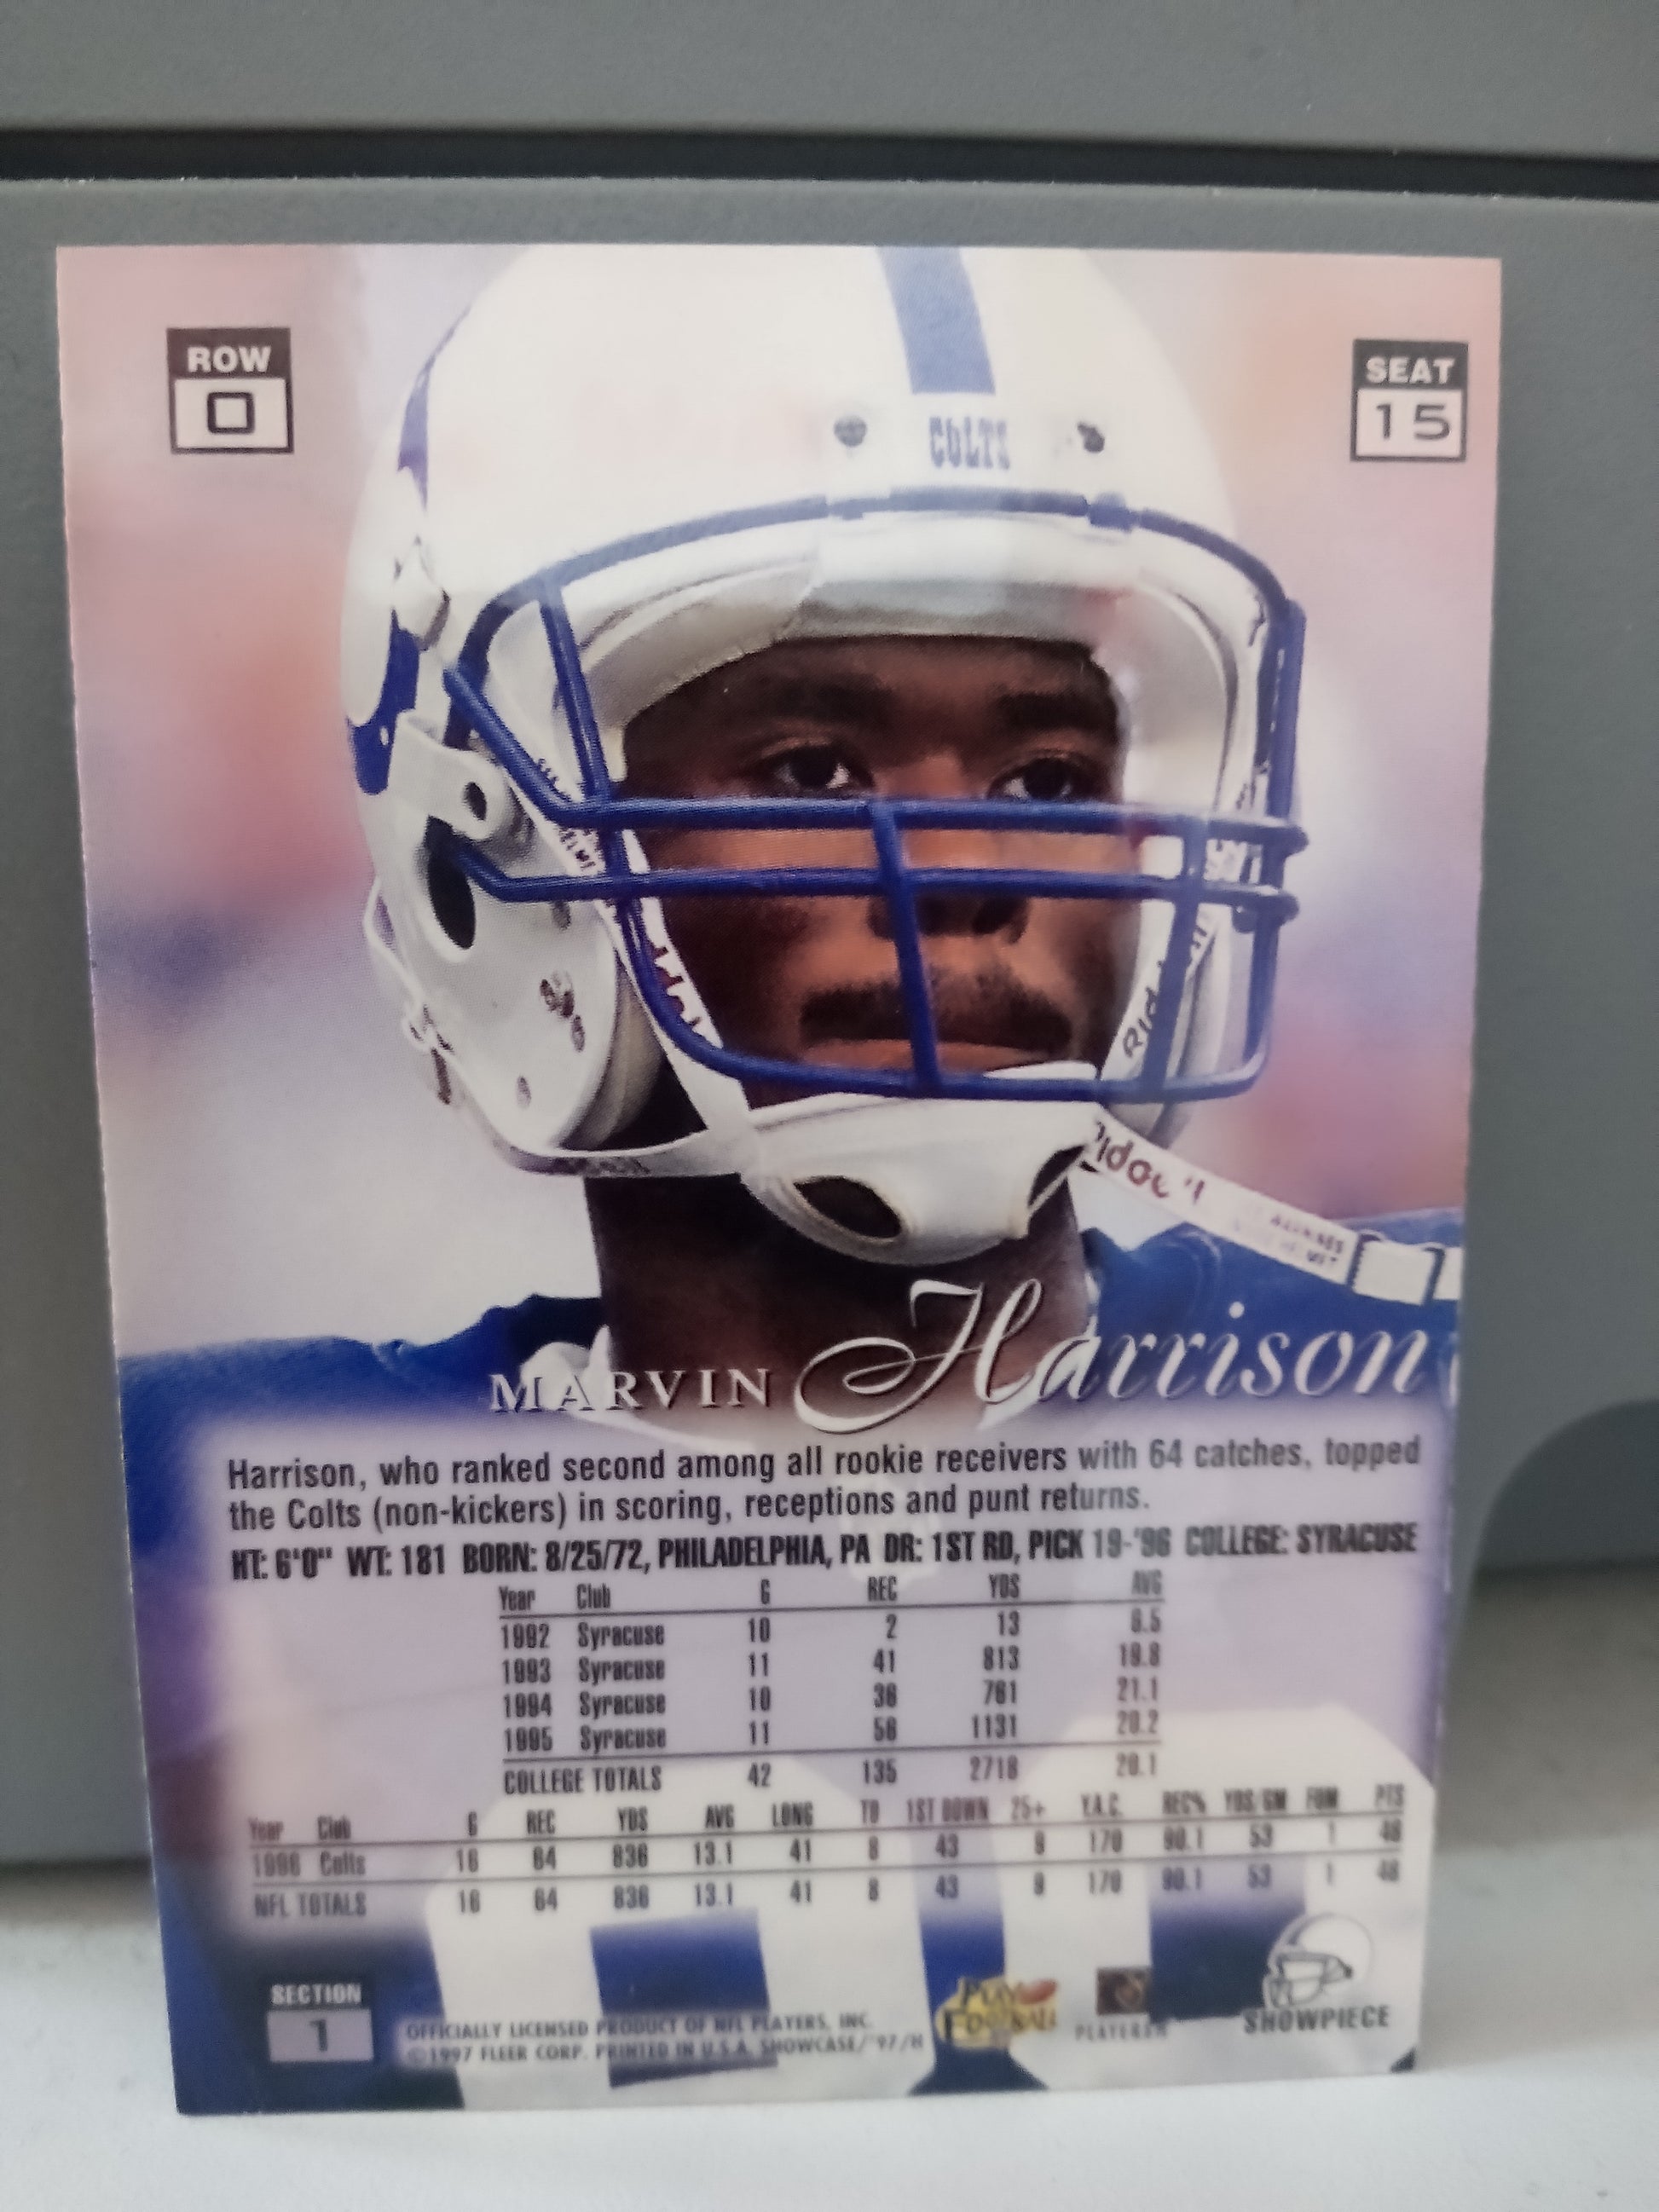 ROW
0
SEAT
15
COLTS
Rid
MARVIN Harrison
Harrison, who ranked second among all rookie receivers with 64 catches, topped
the Colts (non-kickers) in scoring, receptions and punt returns.
HT: 6'0" WT: 181 BORN: 8/25/72, PHILADELPHIA, PA DR: 1ST RD, PICK 19-'96 COLLEGE: SYRACUSE
Year Club G REC YDS AVG
1992 Syracuse 10 2 13 6.5
1993 Syracuse 11 41 813 19.8
1994 Syracuse 10 36 761 21.1
1995 Syracuse 11 56 1131 20.2
COLLEGE TOTALS 42 135 2718 20.1
Year Club G REC YDS AVG LONG TD 1ST DOWN 25+ Y.A.C. REC% YDS/GM FUM PTS
1996 Colts 16 64 836 13.1 41 8 43 9 170 90.1 53 1 48
NFL TOTALS 16 64 836 13.1 41 8 43 9 170 90.1 53 1 48
SECTION
1
OFFICIALLY LICENSED PRODUCT OF NFL PLAYERS, INC.
©1997 FLEER CORP. PRINTED IN U.S.A. SHOWCASE/'97/H
PLAY
FOOTBALL
PLAYERS
SHOWPIECE